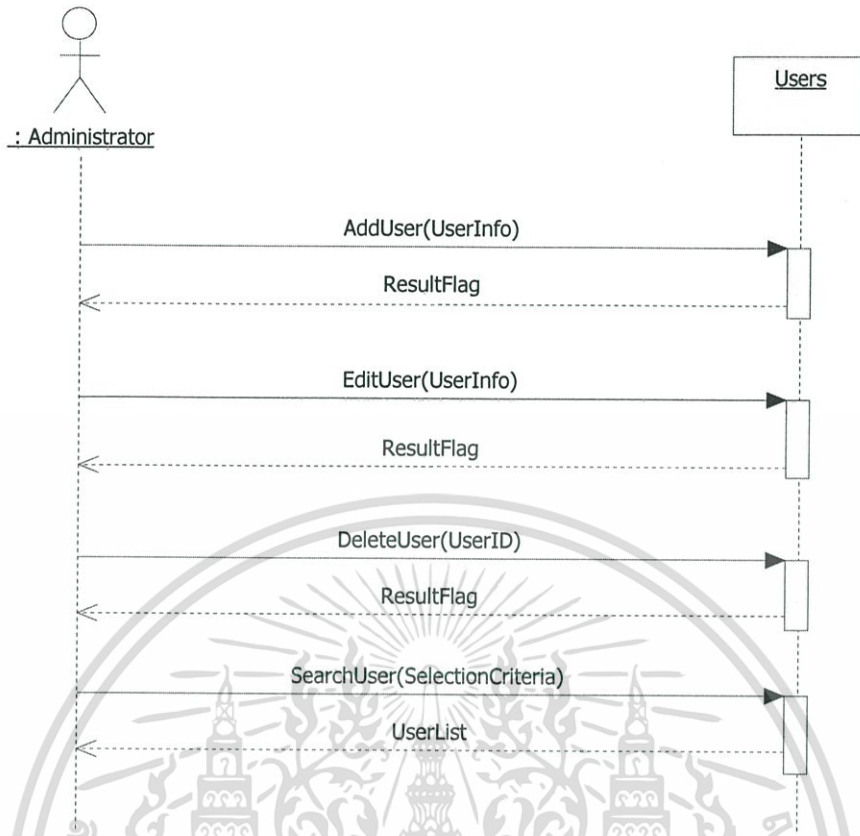 Users
: Administrator
AddUser(UserInfo)
ResultFlag
EditUser(UserInfo)
ResultFlag
DeleteUser(UserID)
ResultFlag
SearchUser(SelectionCriteria)
UserList